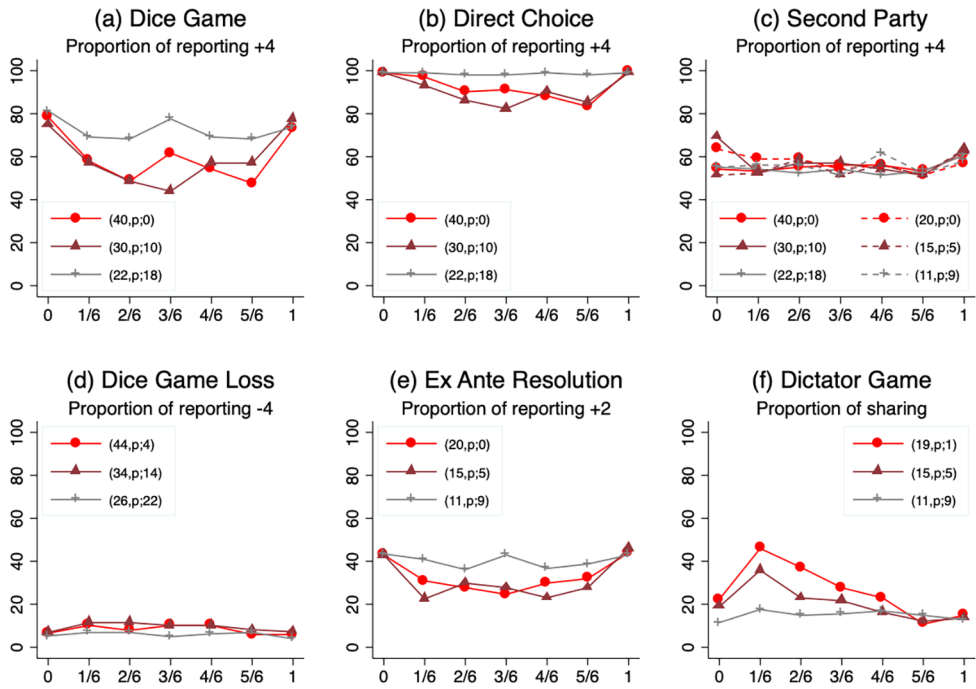 (a) Dice Game
Proportion of reporting +4
100
80
60
40
20
0
(40,p;0)
(30,p;10)
(22,p;18)
0 1/6 2/6 3/6 4/6 5/6 1
(b) Direct Choice
Proportion of reporting +4
100
80
60
40
20
0
(40,p;0)
(30,p;10)
(22,p;18)
0 1/6 2/6 3/6 4/6 5/6 1
(c) Second Party
Proportion of reporting +4
100
80
60
40
20
0
(40,p;0) (20,p;0)
(30,p;10) (15,p;5)
(22,p;18) (11,p;9)
0 1/6 2/6 3/6 4/6 5/6 1
(d) Dice Game Loss
Proportion of reporting -4
100
80
60
40
20
0
(44,p;4)
(34,p;14)
(26,p;22)
0 1/6 2/6 3/6 4/6 5/6 1
(e) Ex Ante Resolution
Proportion of reporting +2
100
80
60
40
20
0
(20,p;0)
(15,p;5)
(11,p;9)
0 1/6 2/6 3/6 4/6 5/6 1
(f) Dictator Game
Proportion of sharing
100
80
60
40
20
0
(19,p;1)
(15,p;5)
(11,p;9)
0 1/6 2/6 3/6 4/6 5/6 1